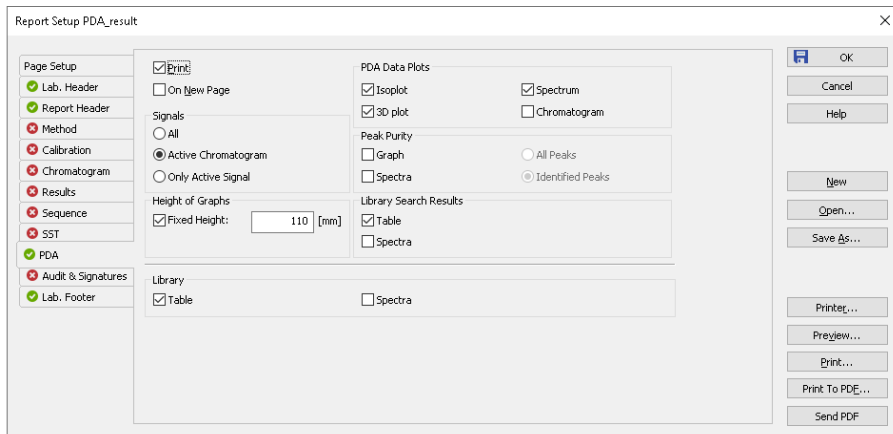 Report Setup PDA_result
Page Setup
Lab. Header
Report Header
Method
Calibration
Chromatogram
Results
Sequence
SST
PDA
Audit & Signatures
Lab. Footer
Print
On New Page
Signals
All
Active Chromatogram
Only Active Signal
Height of Graphs
Fixed Height: 110 [mm]
PDA Data Plots
Isoplot Spectrum
3D plot Chromatogram
Peak Purity
Graph All Peaks
Spectra Identified Peaks
Library Search Results
Table
Spectra
Library
Table Spectra
OK
Cancel
Help
New
Open...
Save As...
Printer...
Preview...
Print...
Print To PDF...
Send PDF